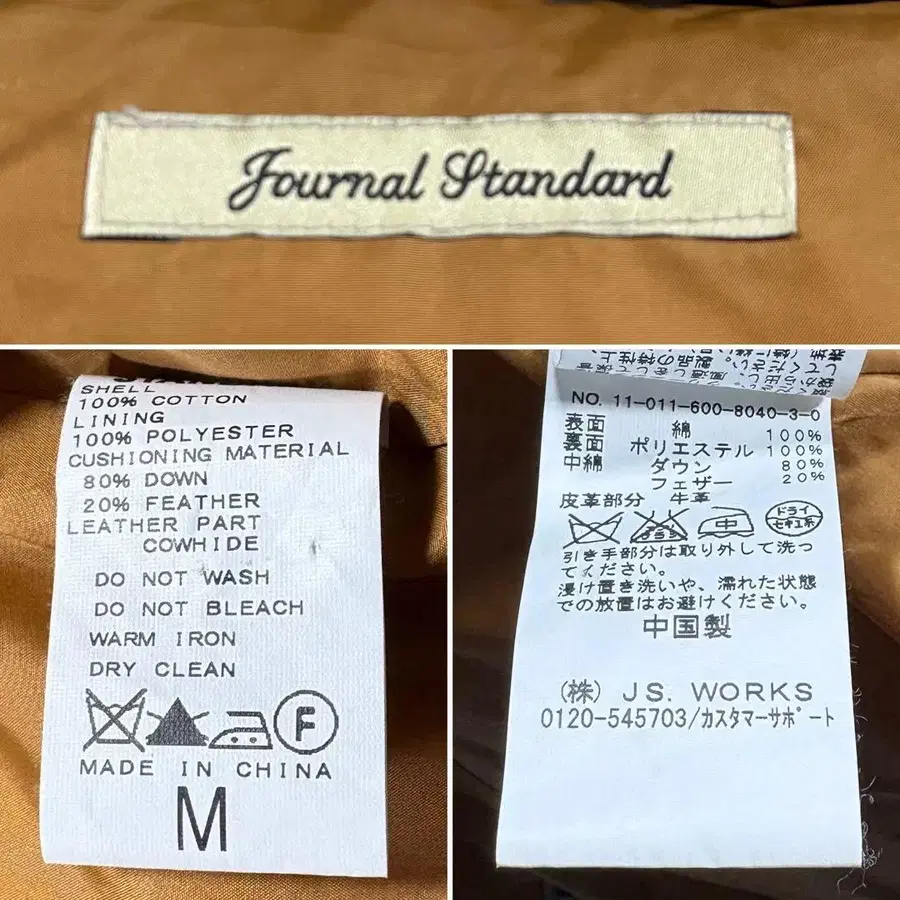 Journal Standard
SHELL
100% COTTON
LINING
100% POLYESTER
CUSHIONING MATERIAL
80% DOWN
20% FEATHER
LEATHER PART
COWHIDE
DO NOT WASH
DO NOT BLEACH
WARM IRON
DRY CLEAN
F
MADE IN CHINA
M
NO. 11-011-600-8040-3-0
表面 綿 100%
裏面 ポリエステル 100%
中綿 ダウン 80%
フェザー 20%
皮革部分 牛革
中
ドライ
セキユ系
引き手部分は取り外して洗っ
てください。
浸け置き洗いや、濡れた状態
での放置はお避けください。
中国製
(株) J.S. WORKS
0120-545703/カスタマーサポート